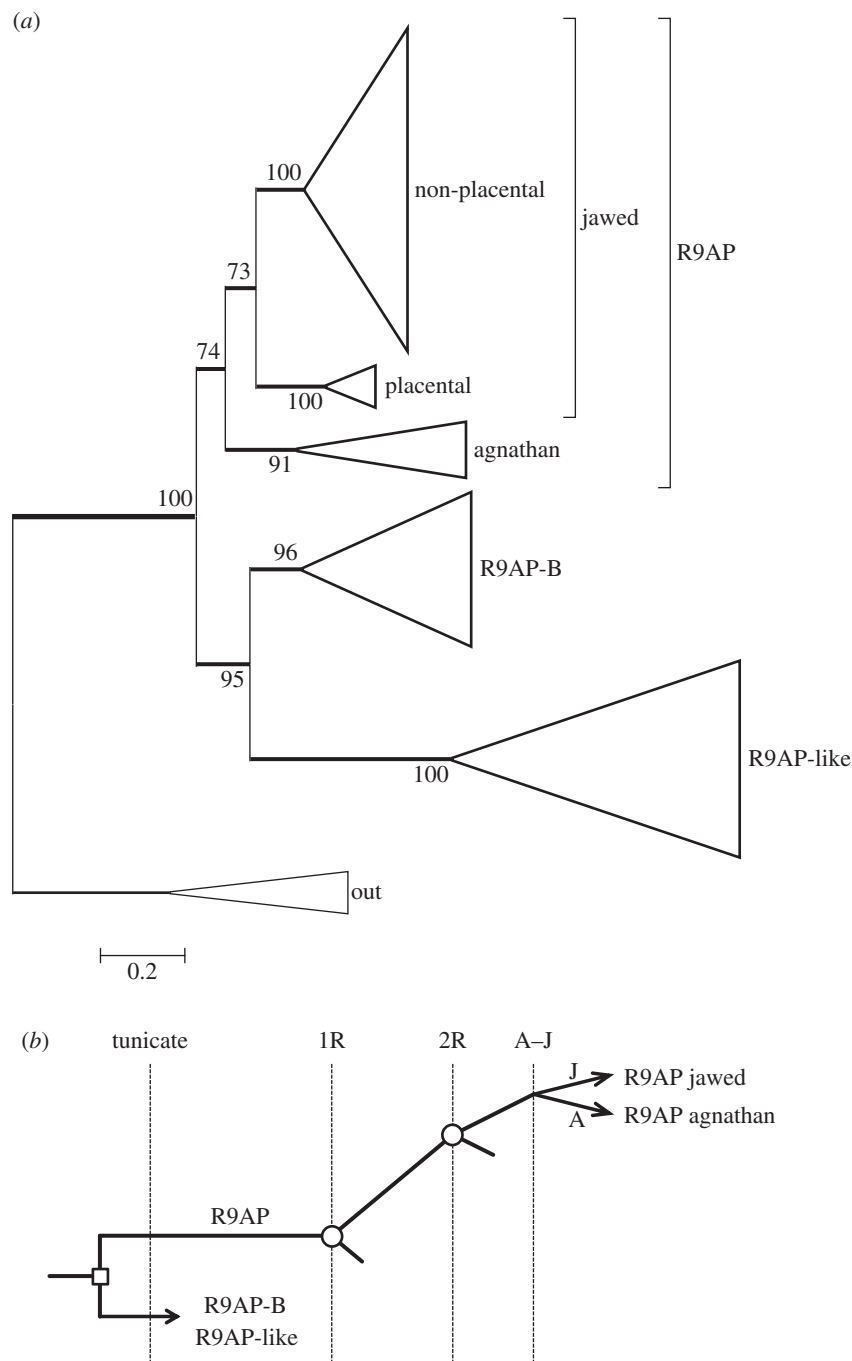 (a)
100
non-placental
jawed
R9AP
73
74
placental
100
agnathan
91
100
96
R9AP-B
95
R9AP-like
100
out
0.2
(b)
tunicate
1R
2R
A–J
J
R9AP jawed
A
R9AP agnathan
R9AP
R9AP-B
R9AP-like